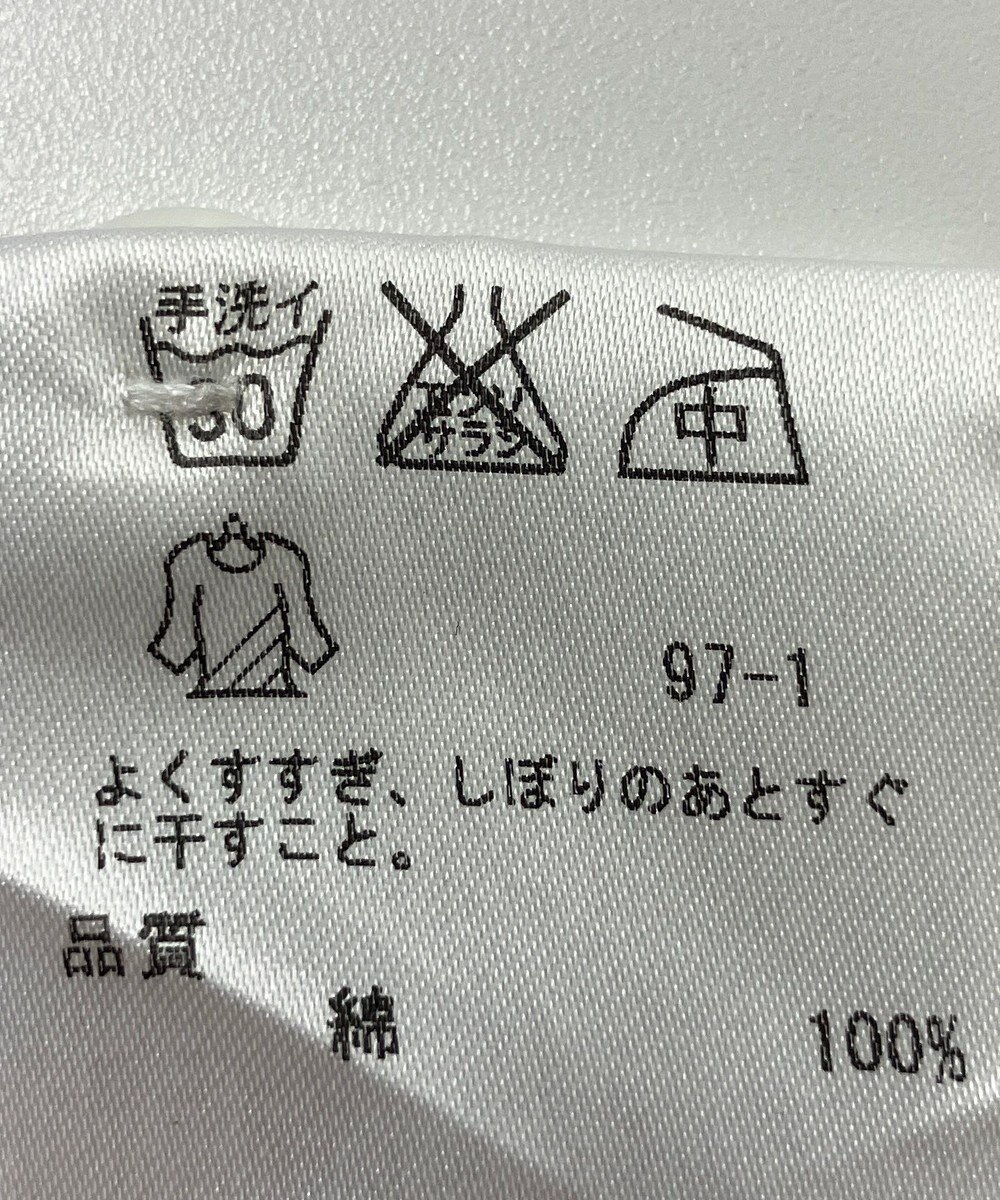 手洗イ
30
エンソ
サラシ
中
97-1
よくすすぎ、しぼりのあとすぐ
に干すこと。
品質
綿 100%